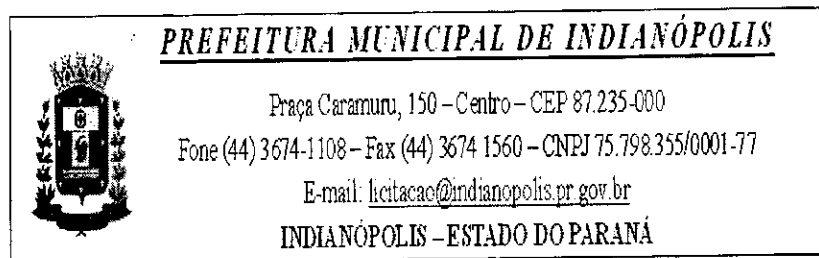 PREFEITURA MUNICIPAL DE INDIANÓPOLIS
Praça Caramuru, 150 – Centro – CEP 87.235-000
Fone (44) 3674-1108 – Fax (44) 3674 1560 – CNPJ 75.798.355/0001-77
E-mail: licitacao@indianopolis.pr.gov.br
INDIANÓPOLIS – ESTADO DO PARANÁ